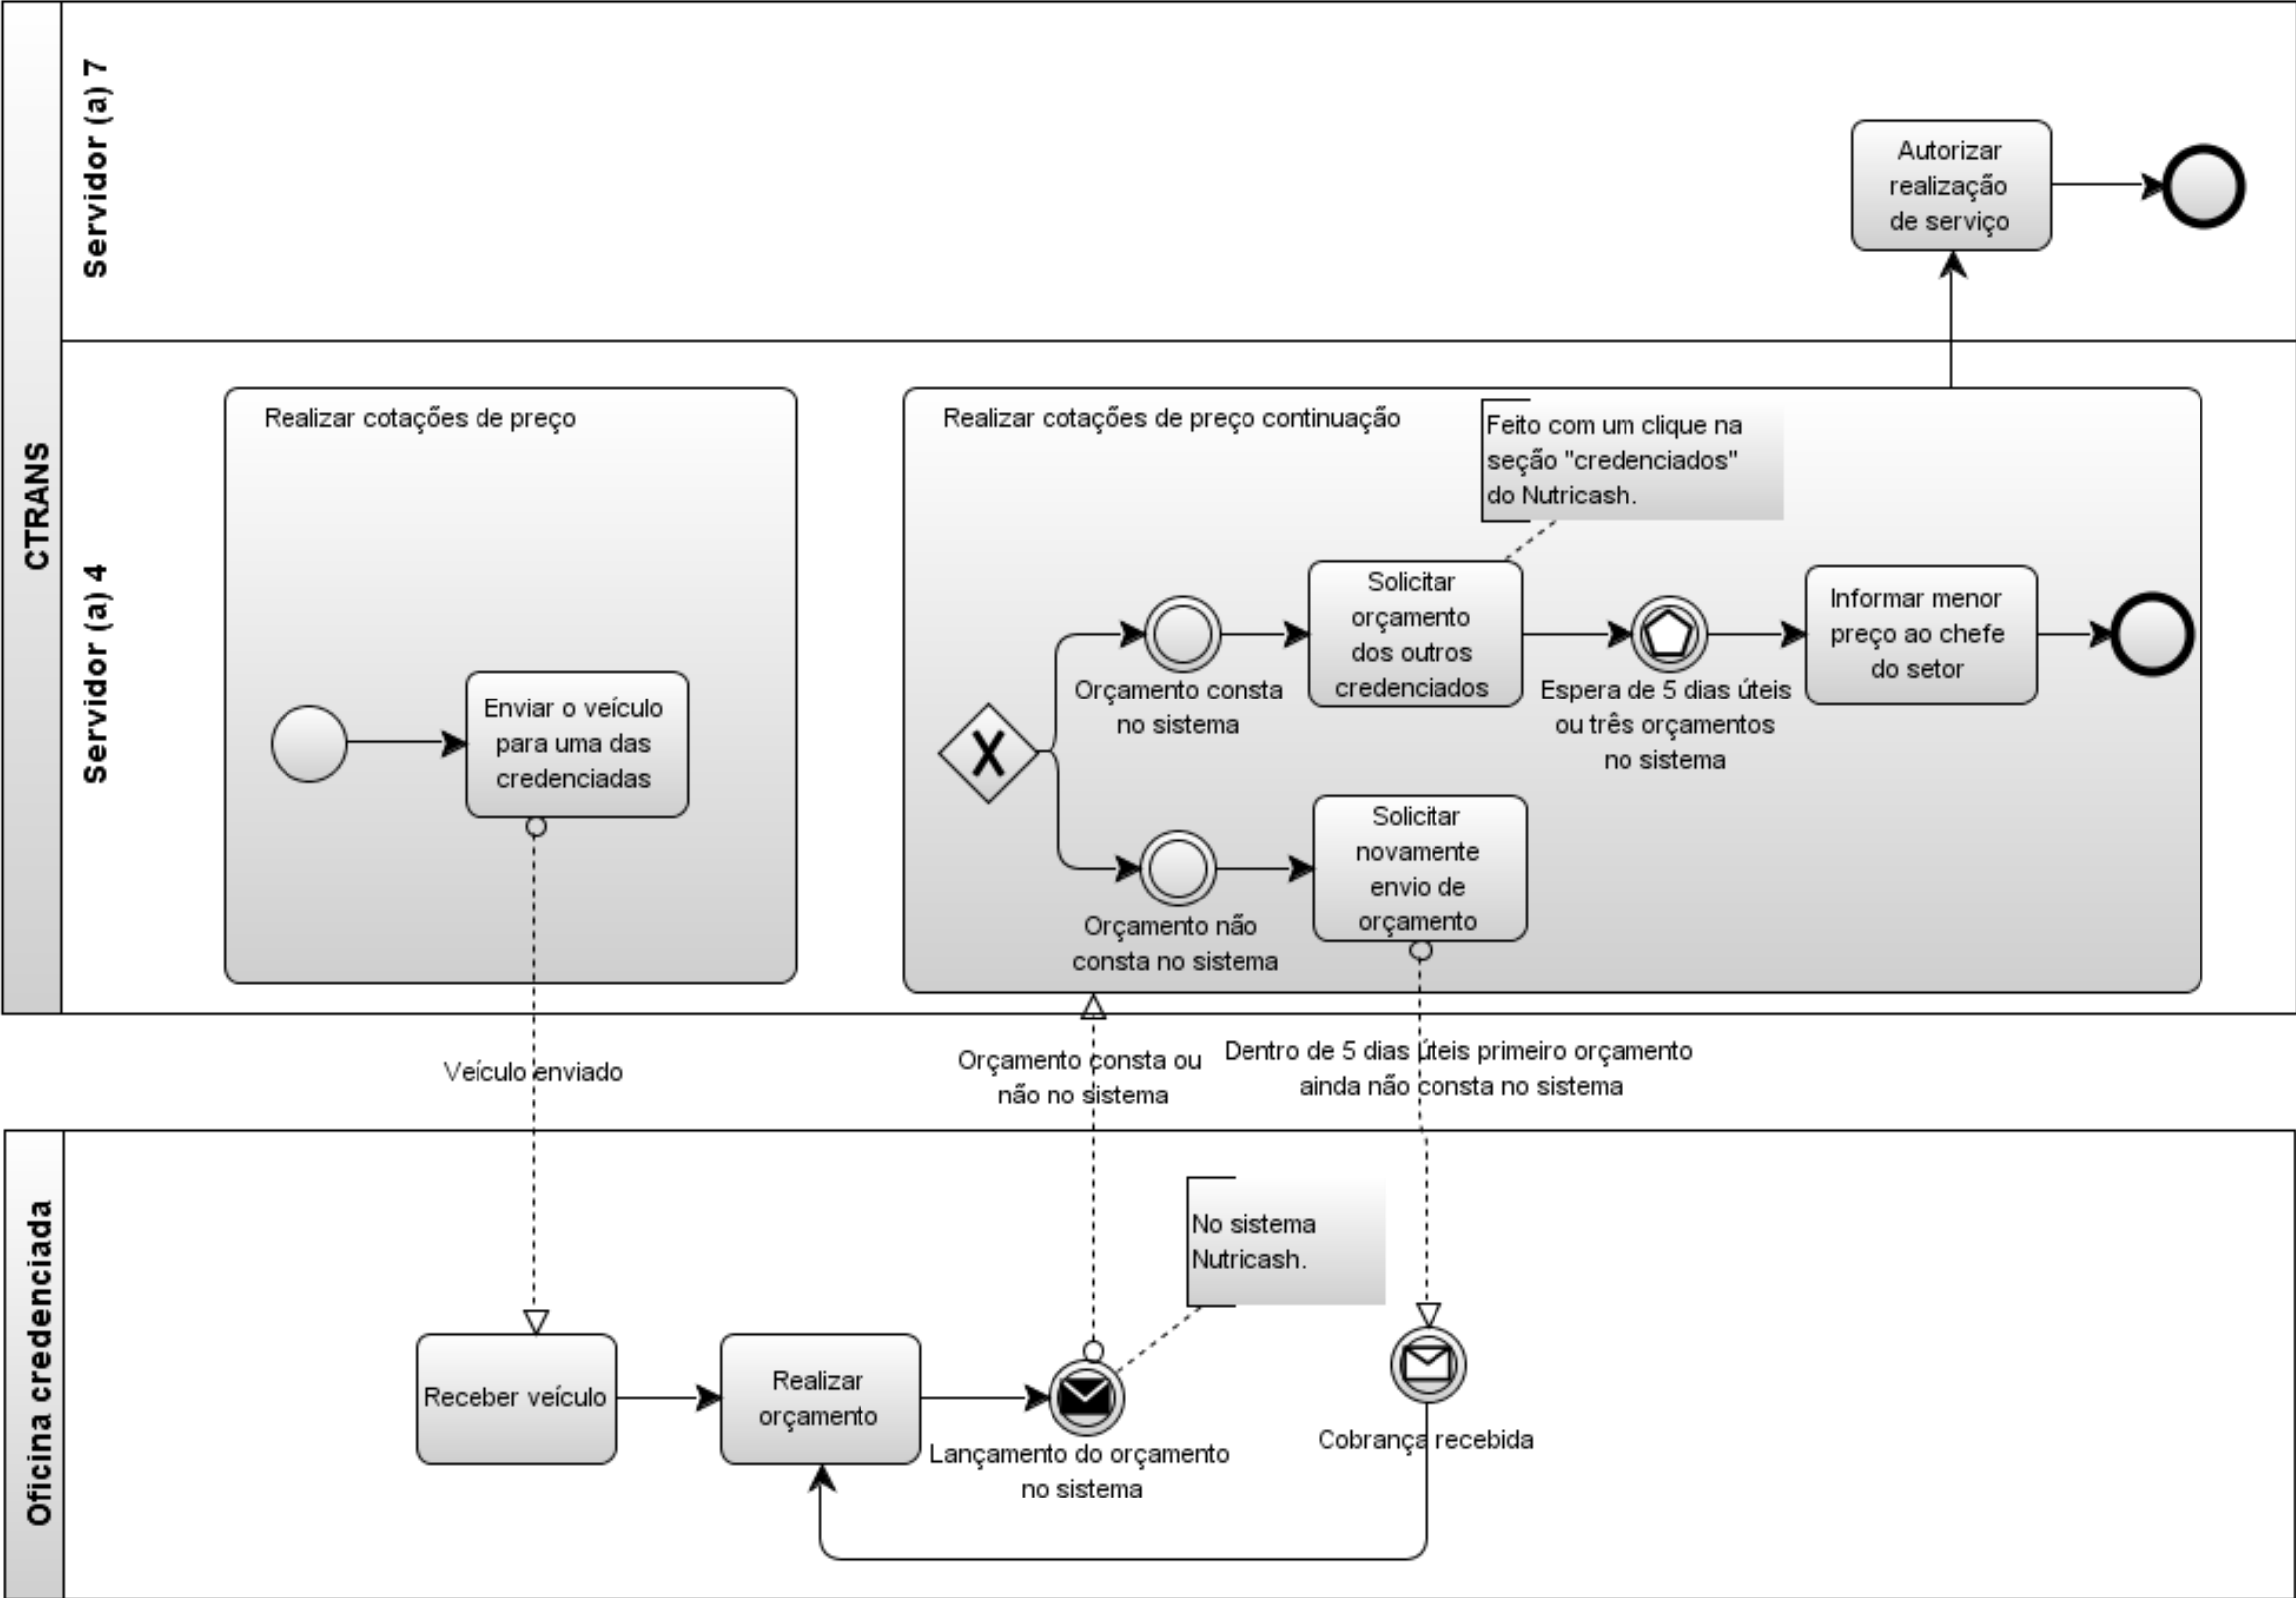 CTRANS
Servidor (a) 7
Autorizar
realização
de serviço
Servidor (a) 4
Realizar cotações de preço
Enviar o veículo
para uma das
credenciadas
Realizar cotações de preço continuação
Feito com um clique na
seção "credenciados"
do Nutricash.
Orçamento consta
no sistema
Solicitar
orçamento
dos outros
credenciados
Espera de 5 dias úteis
ou três orçamentos
no sistema
Informar menor
preço ao chefe
do setor
Orçamento não
consta no sistema
Solicitar
novamente
envio de
orçamento
Veículo enviado
Orçamento consta ou
não no sistema
Dentro de 5 dias úteis primeiro orçamento
ainda não consta no sistema
Oficina credenciada
Receber veículo
Realizar
orçamento
Lançamento do orçamento
no sistema
No sistema
Nutricash.
Cobrança recebida